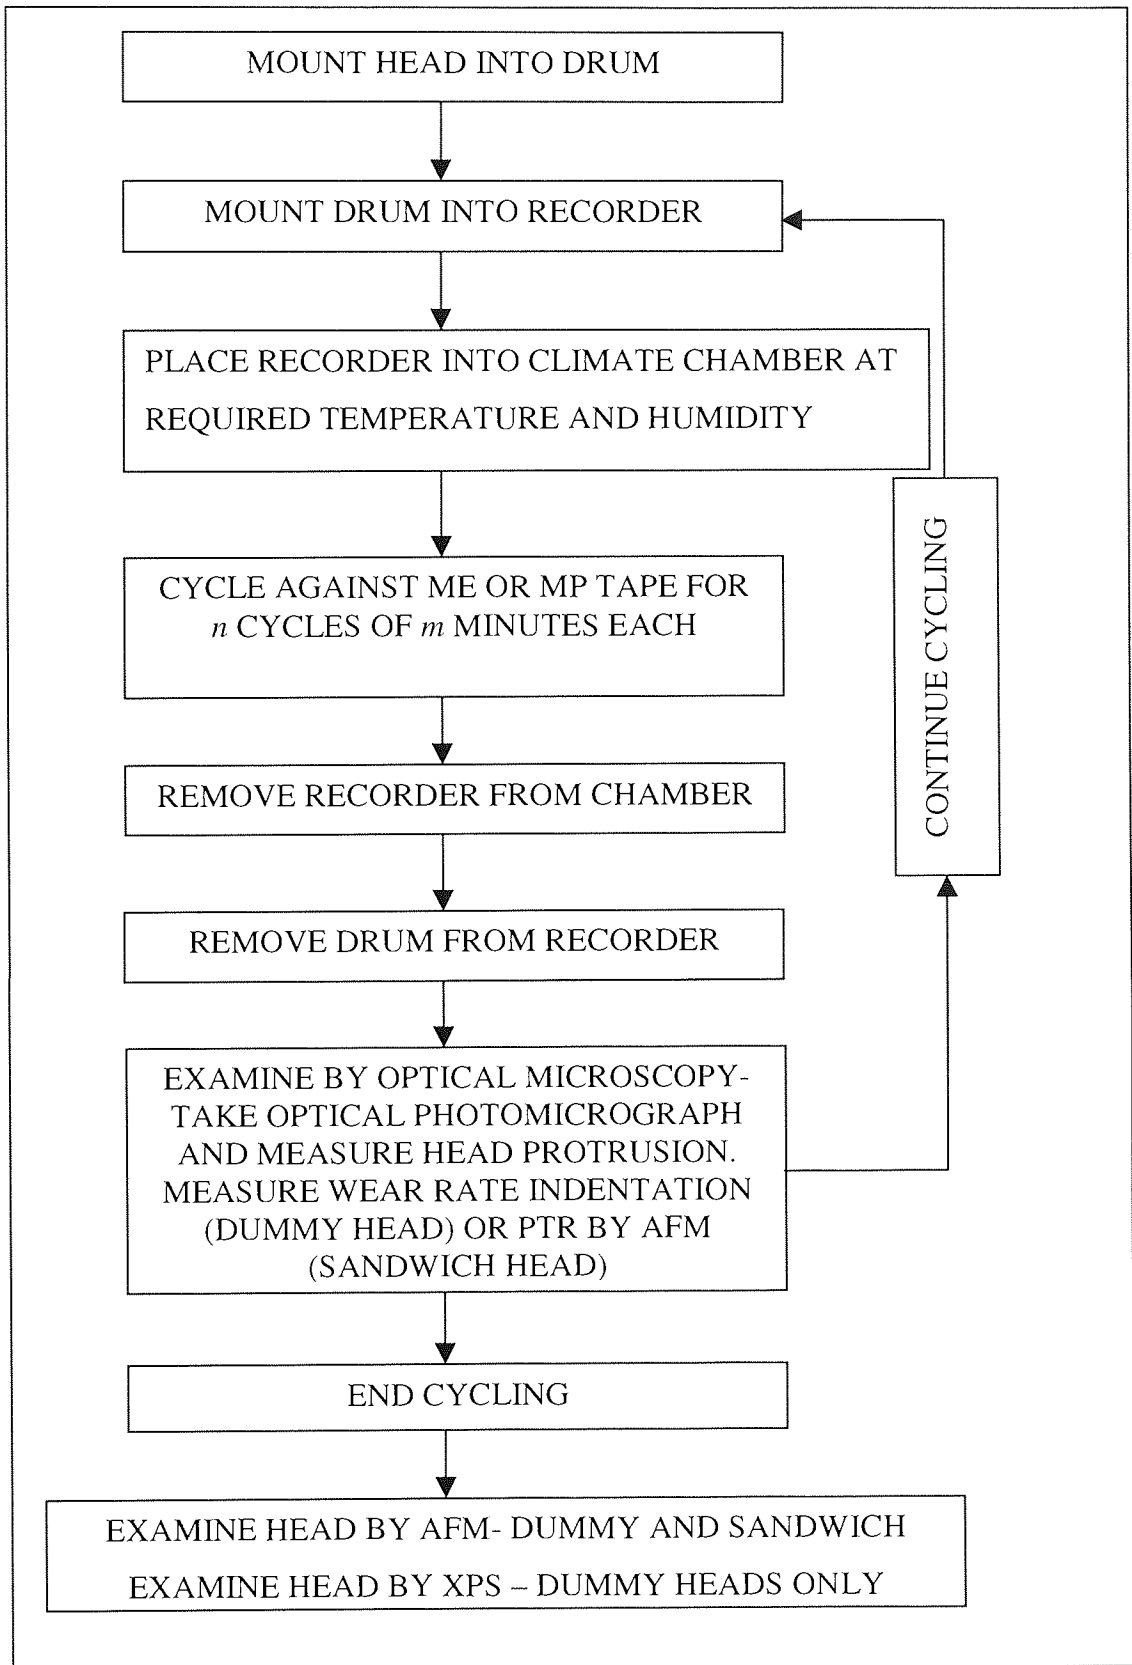 MOUNT HEAD INTO DRUM
MOUNT DRUM INTO RECORDER
PLACE RECORDER INTO CLIMATE CHAMBER AT
REQUIRED TEMPERATURE AND HUMIDITY
CYCLE AGAINST ME OR MP TAPE FOR
n CYCLES OF m MINUTES EACH
CONTINUE CYCLING
REMOVE RECORDER FROM CHAMBER
REMOVE DRUM FROM RECORDER
EXAMINE BY OPTICAL MICROSCOPY-
TAKE OPTICAL PHOTOMICROGRAPH
AND MEASURE HEAD PROTRUSION.
MEASURE WEAR RATE INDENTATION
(DUMMY HEAD) OR PTR BY AFM
(SANDWICH HEAD)
END CYCLING
EXAMINE HEAD BY AFM- DUMMY AND SANDWICH
EXAMINE HEAD BY XPS – DUMMY HEADS ONLY